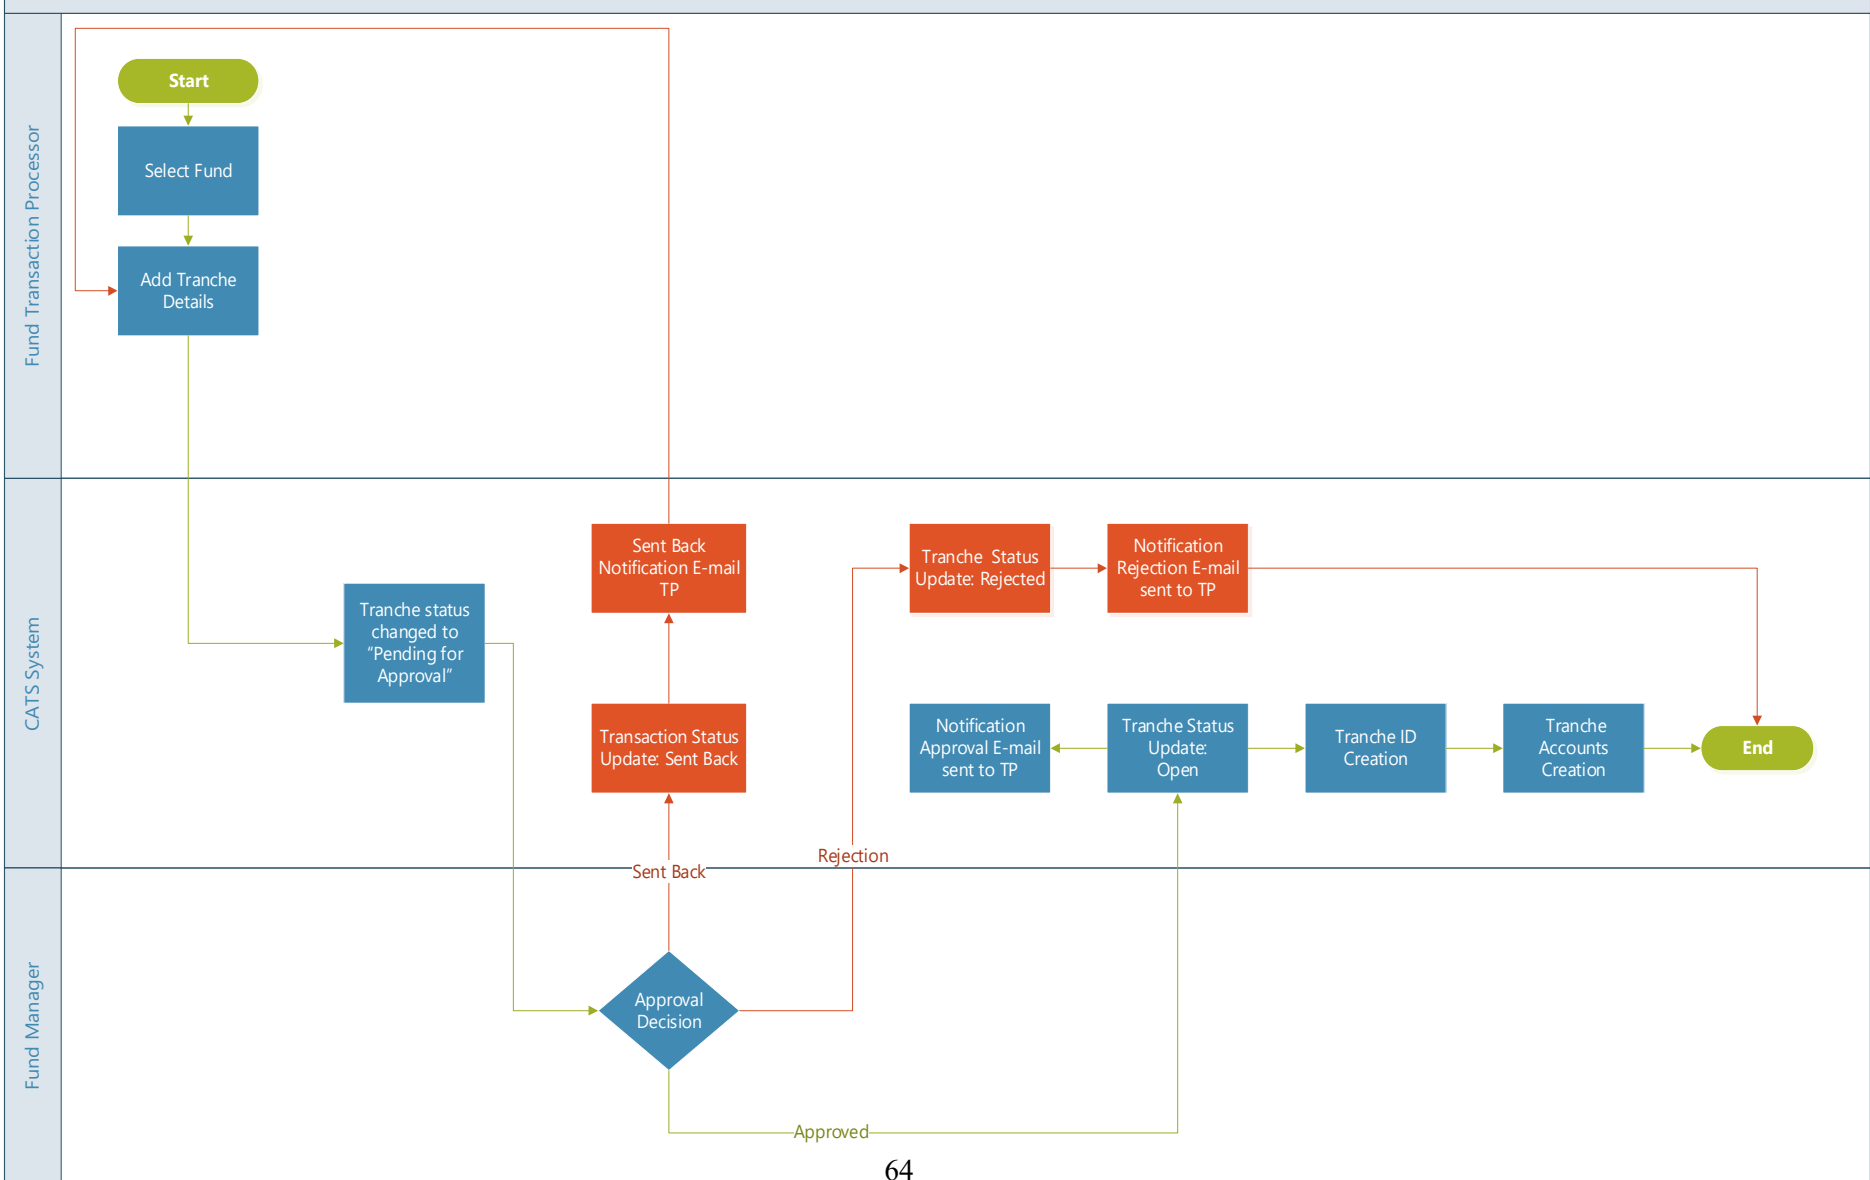 Fund Transaction Processor
Start
Select Fund
Add Tranche
Details
CATS System
Tranche status
changed to
“Pending for
Approval”
Sent Back
Notification E-mail
TP
Transaction Status
Update: Sent Back
Tranche Status
Update: Rejected
Notification
Rejection E-mail
sent to TP
Notification
Approval E-mail
sent to TP
Tranche Status
Update:
Open
Tranche ID
Creation
Tranche
Accounts
Creation
End
Rejection
Sent Back
Fund Manager
Approval
Decision
Approved
64